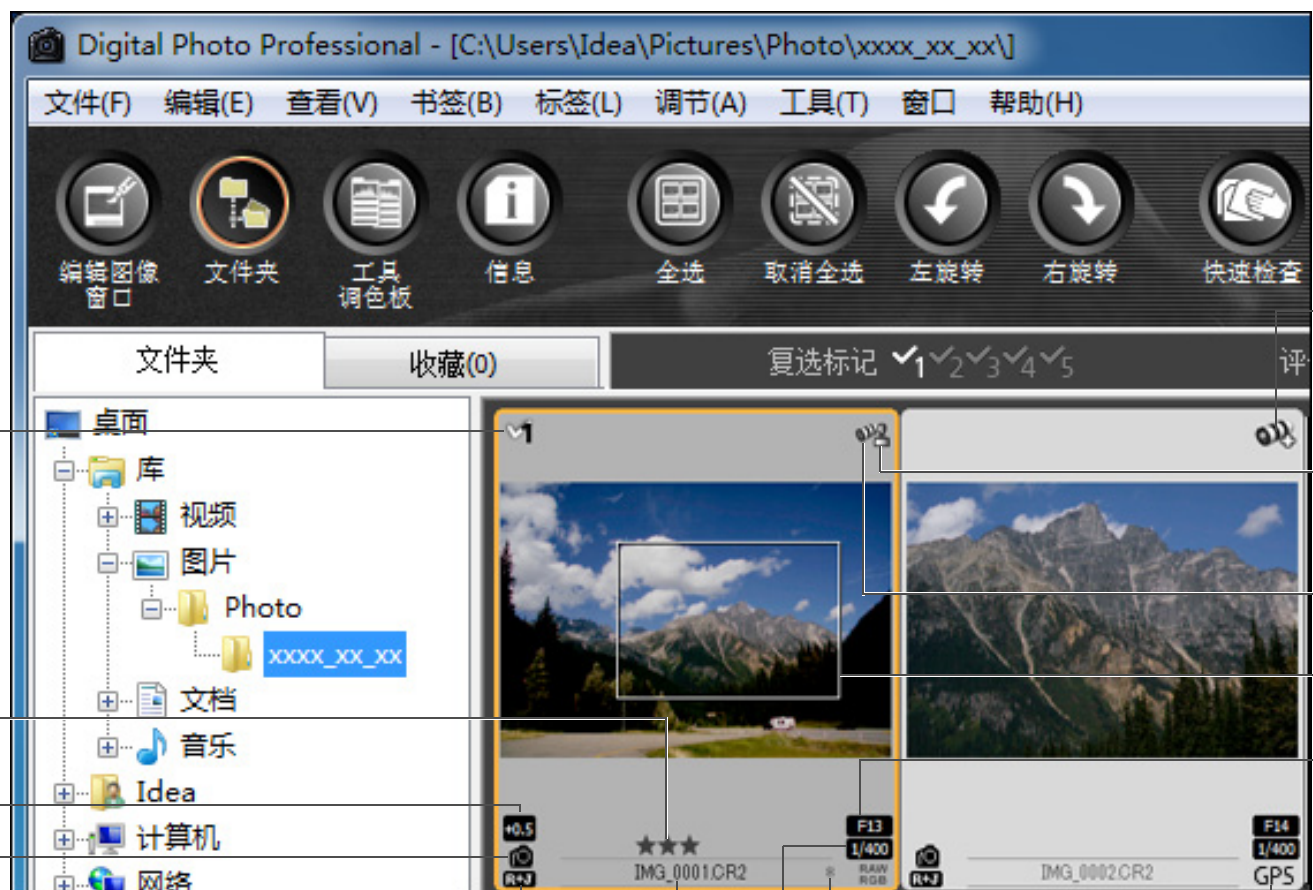 Digital Photo Professional - [C:\Users\Idea\Pictures\Photo\xxxx_xx_xx\]
文件(F) 编辑(E) 查看(V) 书签(B) 标签(L) 调节(A) 工具(T) 窗口 帮助(H)
编辑图像窗口 文件夹 工具调色板 信息 全选 取消全选 左旋转 右旋转 快速检查
文件夹 收藏(0) 复选标记 1 2 3 4 5 评
桌面
库
视频
图片
Photo
xxxx_xx_xx
文档
音乐
Idea
计算机
网络
1
+0.5
R+J
★★★
IMG_0001.CR2
F13
1/400
RAW
RGB
R+J
IMG_0002.CR2
F14
1/400
GPS